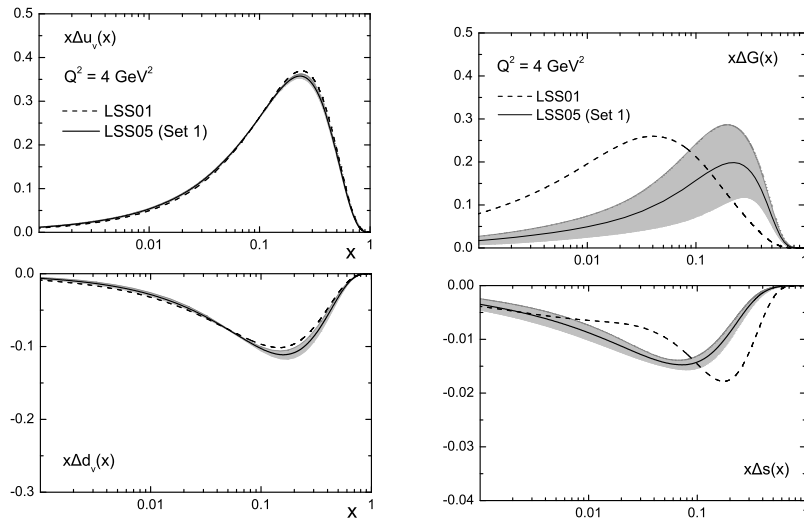 0.5
xΔuᵥ(x)
0.4
Q² = 4 GeV²
LSS01
0.3
LSS05 (Set 1)
0.2
0.1
0.0
0.01
0.1
1
x
0.5
xΔG(x)
Q² = 4 GeV²
0.4
LSS01
LSS05 (Set 1)
0.3
0.2
0.1
0.0
0.01
0.1
0.0
-0.1
-0.2
xΔdᵥ(x)
-0.3
0.01
0.1
1
x
0.00
-0.01
-0.02
-0.03
xΔs(x)
-0.04
0.01
0.1